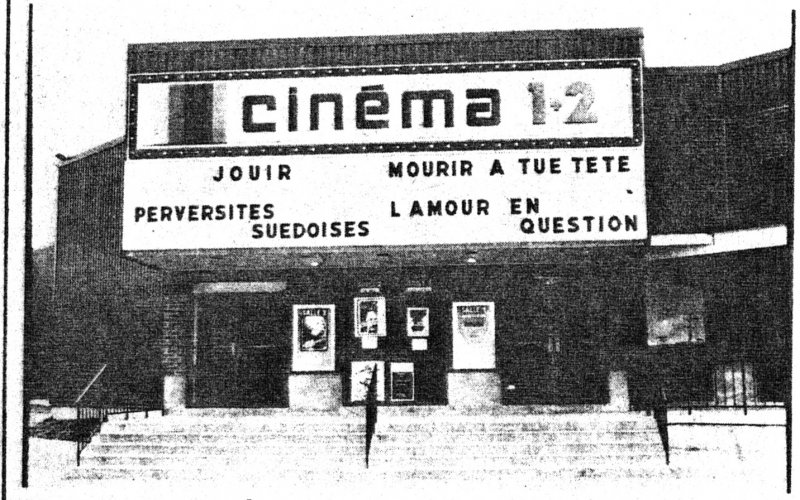 cinéma 1·2
JOUIR
PERVERSITES
SUEDOISES
MOURIR A TUE TETE
L AMOUR EN
QUESTION